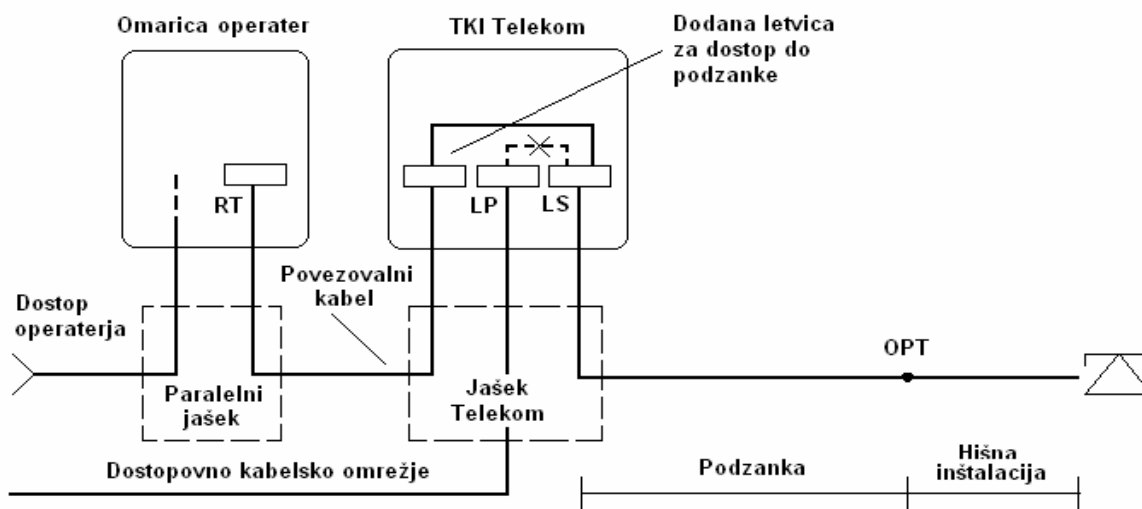 Omarica operater
TKI Telekom
Dodana letvica
za dostop do
podzanke
RT
LP
LS
Povezovalni
kabel
Dostop
operaterja
OPT
Paralelni
jašek
Jašek
Telekom
Dostopovno kabelsko omrežje
Podzanka
Hišna
inštalacija